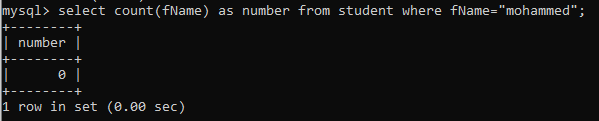 mysql> select count(fName) as number from student where fName="mohammed";
+--------+
| number |
+--------+
|      0 |
+--------+
1 row in set (0.00 sec)